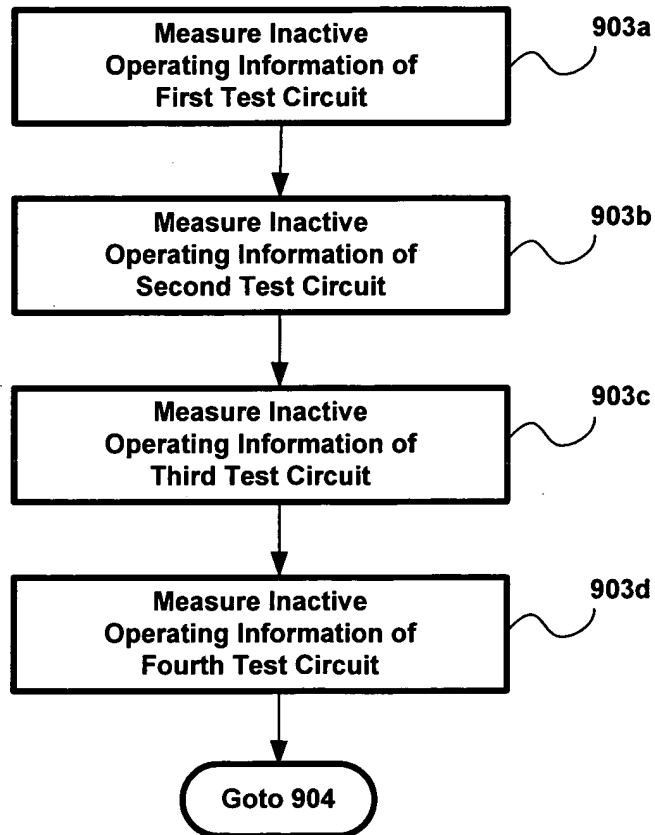 Measure Inactive
Operating Information of
First Test Circuit
903a
Measure Inactive
Operating Information of
Second Test Circuit
903b
Measure Inactive
Operating Information of
Third Test Circuit
903c
Measure Inactive
Operating Information of
Fourth Test Circuit
903d
Goto 904